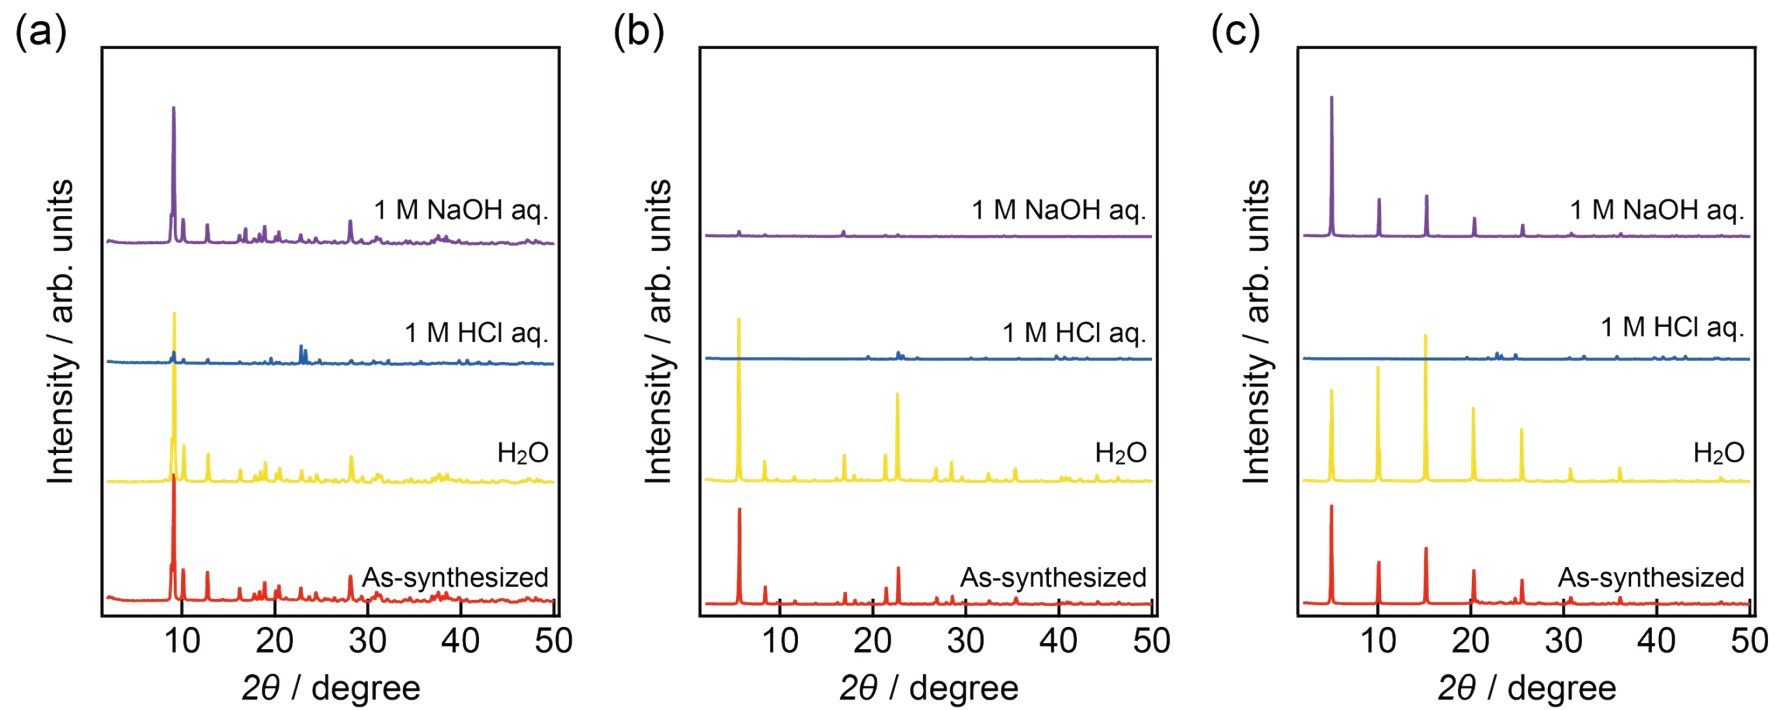 (a)
Intensity / arb. units
1 M NaOH aq.
1 M HCl aq.
H₂O
As-synthesized
10 20 30 40 50
2θ / degree
(b)
Intensity / arb. units
1 M NaOH aq.
1 M HCl aq.
H₂O
As-synthesized
10 20 30 40 50
2θ / degree
(c)
Intensity / arb. units
1 M NaOH aq.
1 M HCl aq.
H₂O
As-synthesized
10 20 30 40 50
2θ / degree